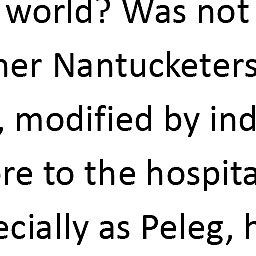 world? Was not
her Nantucketers
, modified by ind
re to the hospita
ecially as Peleg, h